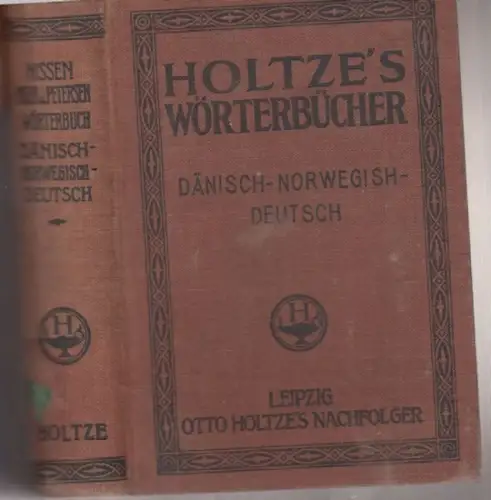 NISSEN
PETERSEN
WÖRTERBUCH
DÄNISCH-
NORWEGISCH-
DEUTSCH
H
HOLTZE
HOLTZE'S
WÖRTERBÜCHER
DÄNISCH-NORWEGISH-
DEUTSCH
H
LEIPZIG
OTTO HOLTZE'S NACHFOLGER